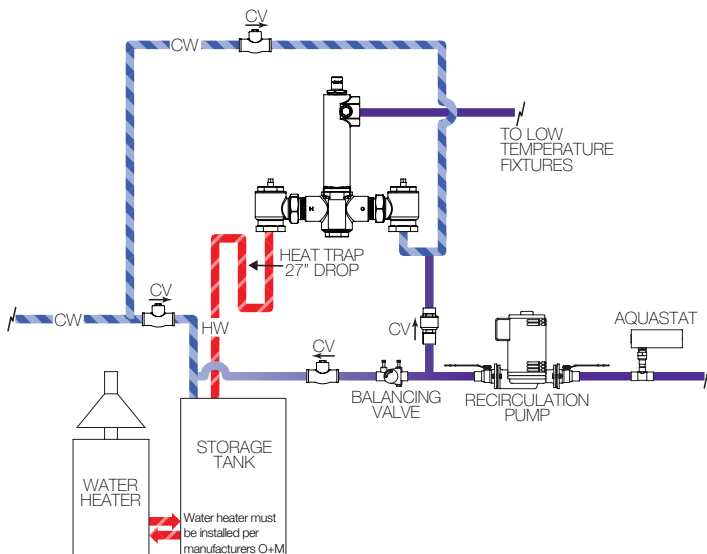 CV
CW
TO LOW
TEMPERATURE
FIXTURES
H
C
HEAT TRAP
27" DROP
CV
CW
HW
CV
AQUASTAT
CV
BALANCING
VALVE
RECIRCULATION
PUMP
STORAGE
TANK
WATER
HEATER
Water heater must
be installed per
manufacturers O+M